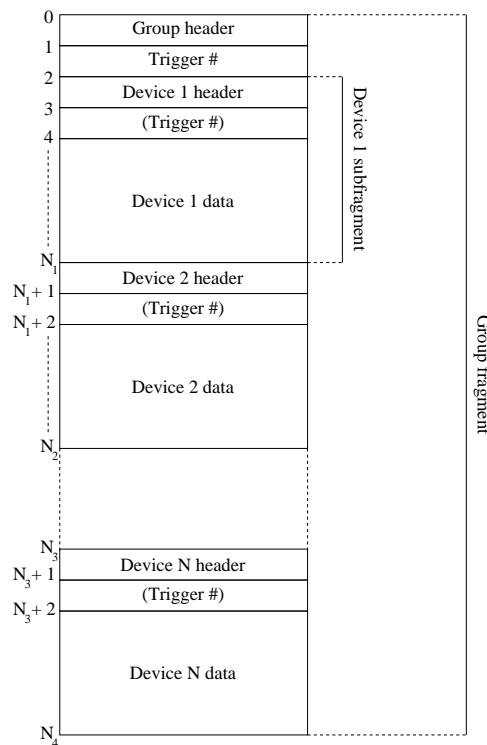 0
Group header
1
Trigger #
2
Device 1 header
3
(Trigger #)
4
Device 1 data
Device 1 subfragment
N1
Device 2 header
N1 + 1
(Trigger #)
N1 + 2
Device 2 data
Group fragment
N2
N3
Device N header
N3 + 1
(Trigger #)
N3 + 2
Device N data
N4